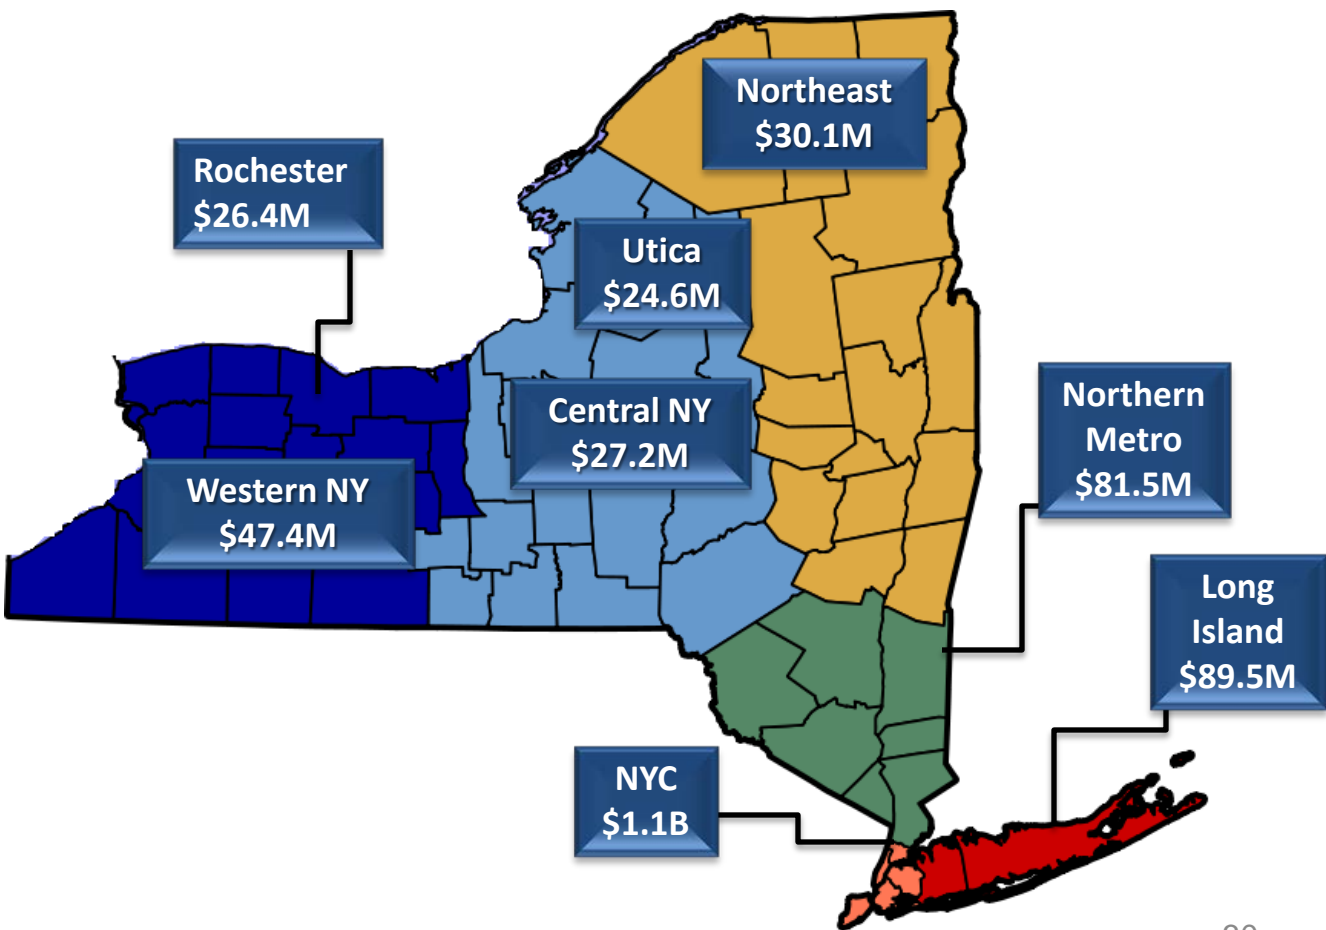 Northeast
$30.1M
Rochester
$26.4M
Utica
$24.6M
Central NY
$27.2M
Northern
Metro
$81.5M
Western NY
$47.4M
Long
Island
$89.5M
NYC
$1.1B